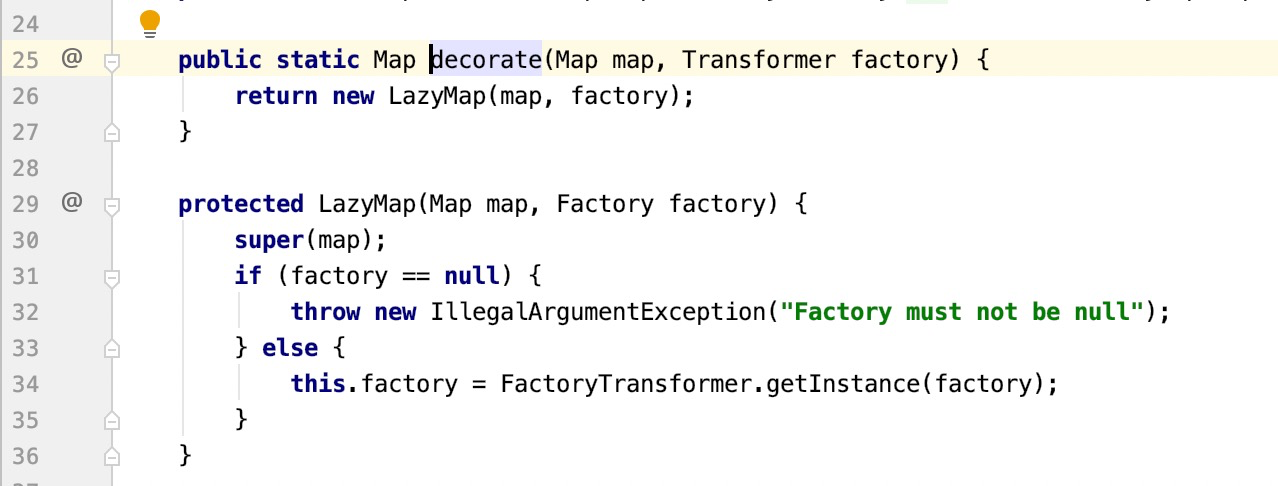 24
25 @ public static Map decorate(Map map, Transformer factory) {
26 return new LazyMap(map, factory);
27 }
28
29 @ protected LazyMap(Map map, Factory factory) {
30 super(map);
31 if (factory == null) {
32 throw new IllegalArgumentException("Factory must not be null");
33 } else {
34 this.factory = FactoryTransformer.getInstance(factory);
35 }
36 }